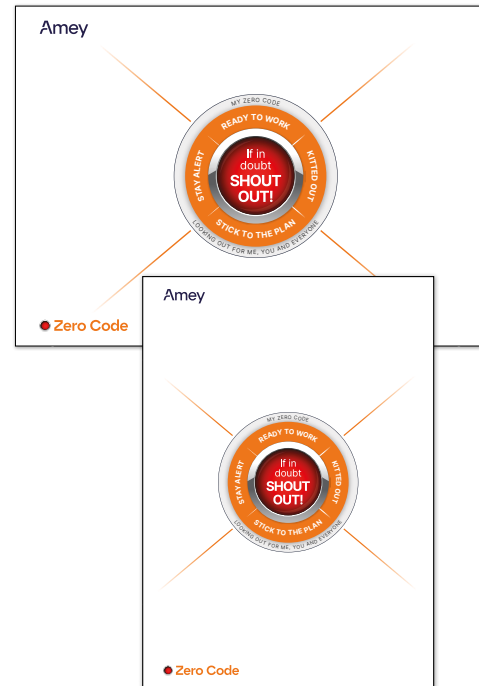 Amey
MY ZERO CODE
READY TO WORK
STAY ALERT
KITTED OUT
If in
doubt
SHOUT
OUT!
STICK TO THE PLAN
LOOKING OUT FOR ME, YOU AND EVERYONE
Zero Code
Amey
MY ZERO CODE
READY TO WORK
STAY ALERT
KITTED OUT
If in
doubt
SHOUT
OUT!
STICK TO THE PLAN
LOOKING OUT FOR ME, YOU AND EVERYONE
Zero Code